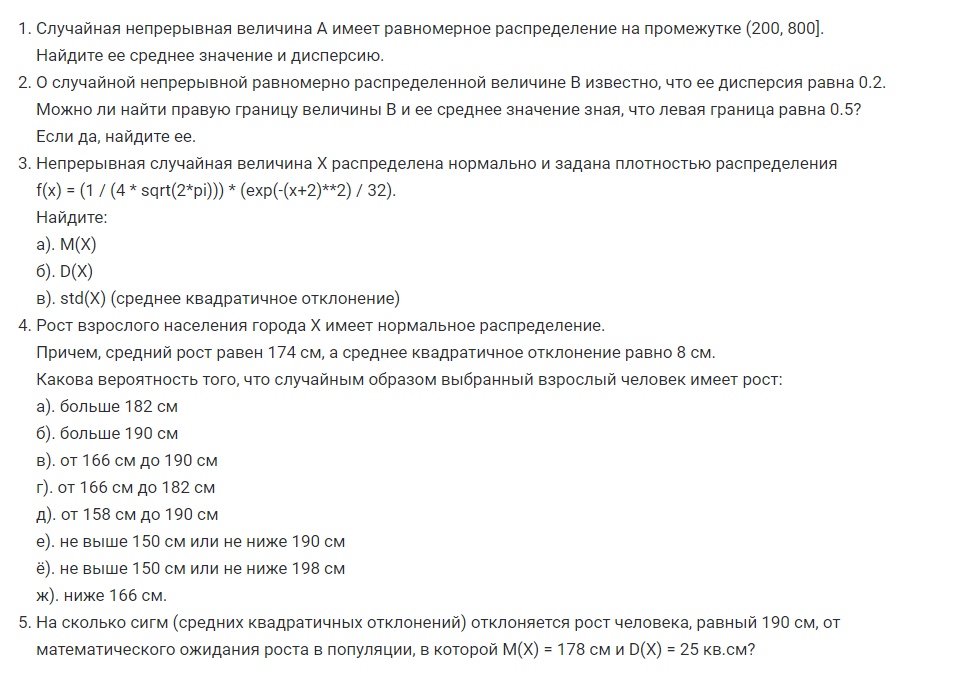 1. Случайная непрерывная величина A имеет равномерное распределение на промежутке (200, 800].
Найдите ее среднее значение и дисперсию.
2. О случайной непрерывной равномерно распределенной величине B известно, что ее дисперсия равна 0.2.
Можно ли найти правую границу величины B и ее среднее значение зная, что левая граница равна 0.5?
Если да, найдите ее.
3. Непрерывная случайная величина X распределена нормально и задана плотностью распределения
f(x) = (1 / (4 * sqrt(2*pi))) * (exp(-(x+2)**2) / 32).
Найдите:
а). M(X)
б). D(X)
в). std(X) (среднее квадратичное отклонение)
4. Рост взрослого населения города X имеет нормальное распределение.
Причем, средний рост равен 174 см, а среднее квадратичное отклонение равно 8 см.
Какова вероятность того, что случайным образом выбранный взрослый человек имеет рост:
а). больше 182 см
б). больше 190 см
в). от 166 см до 190 см
г). от 166 см до 182 см
д). от 158 см до 190 см
е). не выше 150 см или не ниже 190 см
ё). не выше 150 см или не ниже 198 см
ж). ниже 166 см.
5. На сколько сигм (средних квадратичных отклонений) отклоняется рост человека, равный 190 см, от
математического ожидания роста в популяции, в которой M(X) = 178 см и D(X) = 25 кв.см?